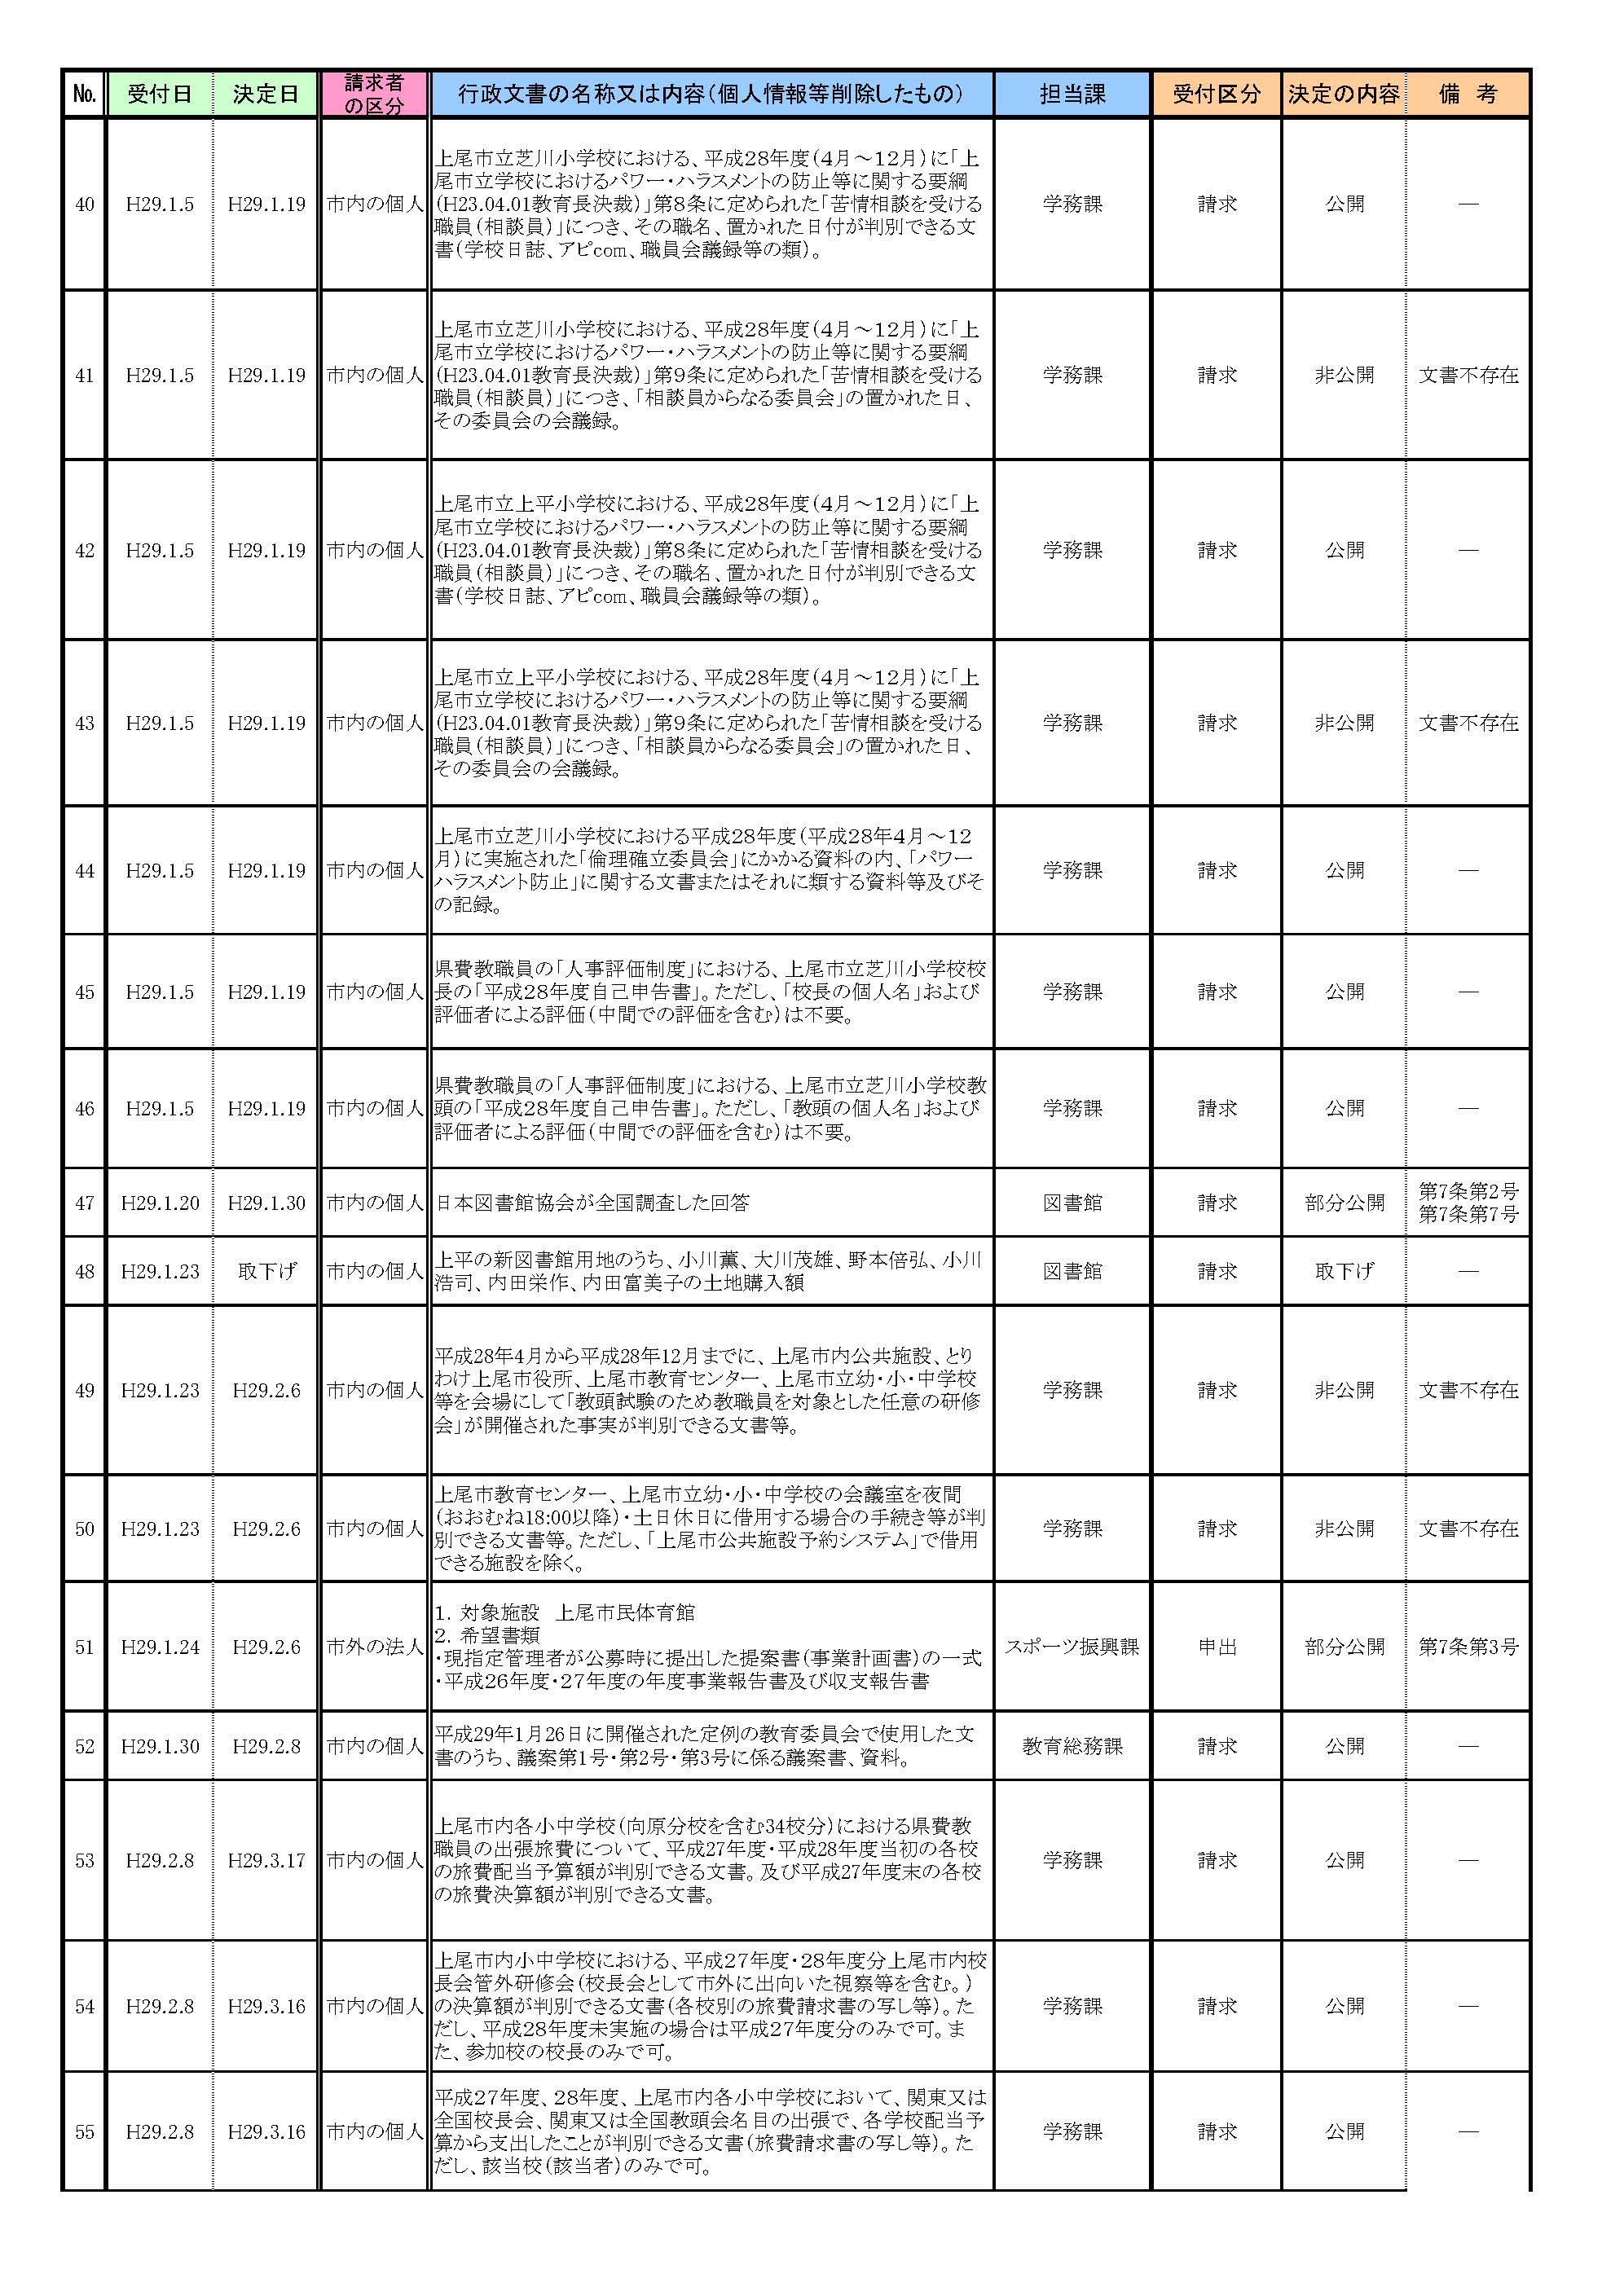 No. 受付日 決定日 請求者の区分 行政文書の名称又は内容（個人情報等削除したもの） 担当課 受付区分 決定の内容 備 考
40 H29.1.5 H29.1.19 市内の個人
上尾市立芝川小学校における、平成28年度（4月～12月）に「上
尾市立学校におけるパワー・ハラスメントの防止等に関する要綱
（H23.04.01教育長決裁）」第8条に定められた「苦情相談を受ける
職員（相談員）」につき、その職名、置かれた日付が判別できる文
書（学校日誌、アピcom、職員会議録等の類）。
学務課 請求 公開 ―
41 H29.1.5 H29.1.19 市内の個人
上尾市立芝川小学校における、平成28年度（4月～12月）に「上
尾市立学校におけるパワー・ハラスメントの防止等に関する要綱
（H23.04.01教育長決裁）」第9条に定められた「苦情相談を受ける
職員（相談員）」につき、「相談員からなる委員会」の置かれた日、
その委員会の会議録。
学務課 請求 非公開 文書不存在
42 H29.1.5 H29.1.19 市内の個人
上尾市立上平小学校における、平成28年度（4月～12月）に「上
尾市立学校におけるパワー・ハラスメントの防止等に関する要綱
（H23.04.01教育長決裁）」第8条に定められた「苦情相談を受ける
職員（相談員）」につき、その職名、置かれた日付が判別できる文
書（学校日誌、アピcom、職員会議録等の類）。
学務課 請求 公開 ―
43 H29.1.5 H29.1.19 市内の個人
上尾市立上平小学校における、平成28年度（4月～12月）に「上
尾市立学校におけるパワー・ハラスメントの防止等に関する要綱
（H23.04.01教育長決裁）」第9条に定められた「苦情相談を受ける
職員（相談員）」につき、「相談員からなる委員会」の置かれた日、
その委員会の会議録。
学務課 請求 非公開 文書不存在
44 H29.1.5 H29.1.19 市内の個人
上尾市立芝川小学校における平成28年度（平成28年4月～12
月）に実施された「倫理確立委員会」にかかる資料の内、「パワー
ハラスメント防止」に関する文書またはそれに類する資料等及びそ
の記録。
学務課 請求 公開 ―
45 H29.1.5 H29.1.19 市内の個人
県費教職員の「人事評価制度」における、上尾市立芝川小学校校
長の「平成28年度自己申告書」。ただし、「校長の個人名」および
評価者による評価（中間での評価を含む）は不要。
学務課 請求 公開 ―
46 H29.1.5 H29.1.19 市内の個人
県費教職員の「人事評価制度」における、上尾市立芝川小学校教
頭の「平成28年度自己申告書」。ただし、「教頭の個人名」および
評価者による評価（中間での評価を含む）は不要。
学務課 請求 公開 ―
47 H29.1.20 H29.1.30 市内の個人 日本図書館協会が全国調査した回答 図書館 請求 部分公開 第7条第2号
第7条第7号
48 H29.1.23 取下げ 市内の個人
上平の新図書館用地のうち、小川薫、大川茂雄、野本倍弘、小川
浩司、内田栄作、内田富美子の土地購入額
図書館 請求 取下げ ―
49 H29.1.23 H29.2.6 市内の個人
平成28年4月から平成28年12月までに、上尾市内公共施設、とり
わけ上尾市役所、上尾市教育センター、上尾市立幼・小・中学校
等を会場にして「教頭試験のため教職員を対象とした任意の研修
会」が開催された事実が判別できる文書等。
学務課 請求 非公開 文書不存在
50 H29.1.23 H29.2.6 市内の個人
上尾市教育センター、上尾市立幼・小・中学校の会議室を夜間
（おおむね18:00以降）・土日休日に借用する場合の手続き等が判
別できる文書等。ただし、「上尾市公共施設予約システム」で借用
できる施設を除く。
学務課 請求 非公開 文書不存在
51 H29.1.24 H29.2.6 市外の法人
1. 対象施設　上尾市民体育館
2. 希望書類
・現指定管理者が公募時に提出した提案書（事業計画書）の一式
・平成26年度・27年度の年度事業報告書及び収支報告書
スポーツ振興課 申出 部分公開 第7条第3号
52 H29.1.30 H29.2.8 市内の個人
平成29年1月26日に開催された定例の教育委員会で使用した文
書のうち、議案第1号・第2号・第3号に係る議案書、資料。
教育総務課 請求 公開 ―
53 H29.2.8 H29.3.17 市内の個人
上尾市内各小中学校（向原分校を含む34校分）における県費教
職員の出張旅費について、平成27年度・平成28年度当初の各校
の旅費配当予算額が判別できる文書。及び平成27年度末の各校
の旅費決算額が判別できる文書。
学務課 請求 公開 ―
54 H29.2.8 H29.3.16 市内の個人
上尾市内小中学校における、平成27年度・28年度分上尾市内校
長会管外研修会（校長会として市外に出向いた視察等を含む。）
の決算額が判別できる文書（各校別の旅費請求書の写し等）。た
だし、平成28年度未実施の場合は平成27年度分のみで可。ま
た、参加校の校長のみで可。
学務課 請求 公開 ―
55 H29.2.8 H29.3.16 市内の個人
平成27年度、28年度、上尾市内各小中学校において、関東又は
全国校長会、関東又は全国教頭会名目の出張で、各学校配当予
算から支出したことが判別できる文書（旅費請求書の写し等）。た
だし、該当校（該当者）のみで可。
学務課 請求 公開 ―